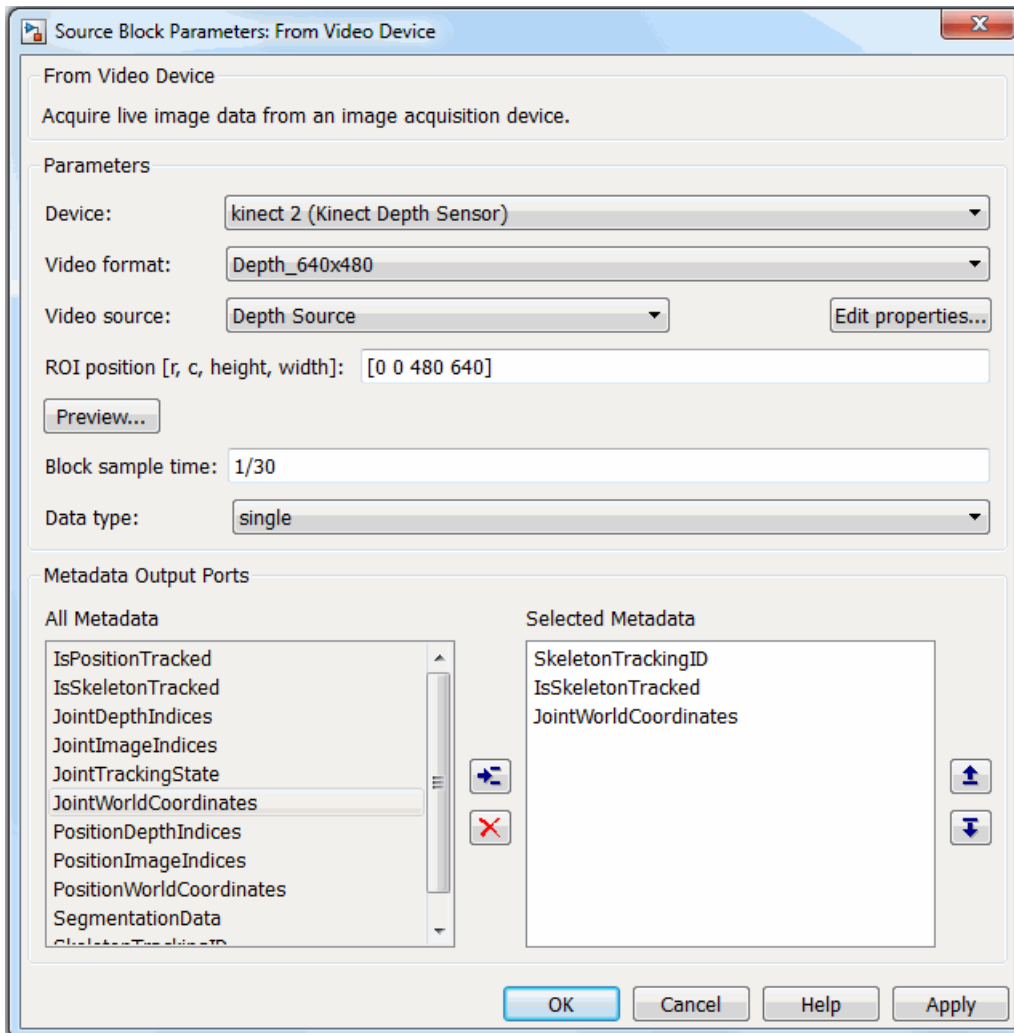 Source Block Parameters: From Video Device
X
From Video Device
Acquire live image data from an image acquisition device.
Parameters
Device: kinect 2 (Kinect Depth Sensor)
Video format: Depth_640x480
Video source: Depth Source Edit properties...
ROI position [r, c, height, width]: [0 0 480 640]
Preview...
Block sample time: 1/30
Data type: single
Metadada Output Ports
All Metadata
IsPositionTracked
IsSkeletonTracked
JointDepthIndices
JointImageIndices
JointTrackingState
JointWorldCoordinates
PositionDepthIndices
PositionImageIndices
PositionWorldCoordinates
SegmentationData
SkeletonTrackingID
Selected Metadata
SkeletonTrackingID
IsSkeletonTracked
JointWorldCoordinates
OK Cancel Help Apply